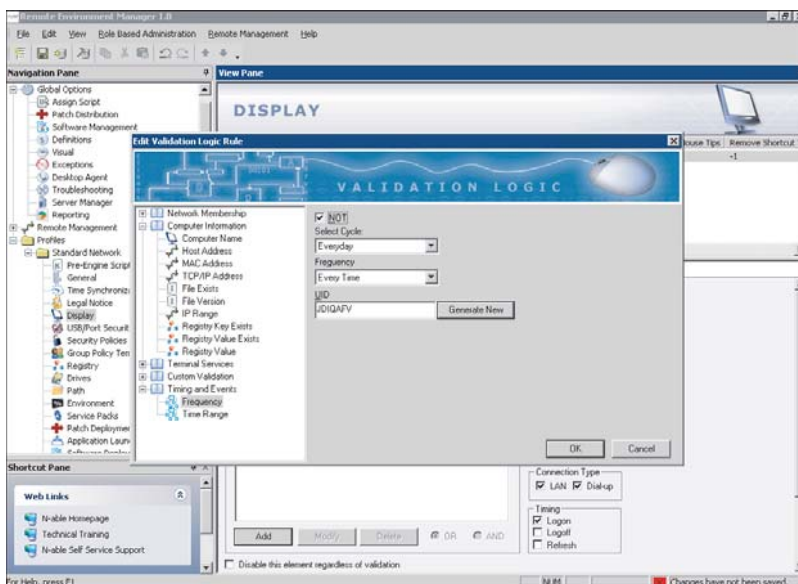 Remote Environment Manager 1.0
File Edit View Role Based Administration Remote Management Help
Navigation Pane
Global Options
Assign Script
Patch Distribution
Software Management
Definitions
Visual
Exceptions
Desktop Agent
Troubleshooting
Server Manager
Reporting
Remote Management
Profiles
Standard Network
Pre-Engine Script
General
Time Synchroniz
Legal Notice
Display
USB/Port Securit
Security Policies
Group Policy Tem
Registry
Drives
Path
Environment
Service Packs
Patch Deploymen
Application Laun
Shortcut Pane
Web Links
N-able Homepage
Technical Training
N-able Self Service Support
For Help, press F1
View Pane
DISPLAY
ouse Tips Remove Shortcut
-1
Edit Validation Logic Rule
VALIDATION LOGIC
Network Membership
Computer Information
Computer Name
Host Address
MAC Address
TCP/IP Address
File Exists
File Version
IP Range
Registry Key Exists
Registry Value Exists
Registry Value
Terminal Services
Custom Validation
Timing and Events
Frequency
Time Range
NOT
Select Cycle:
Everyday
Frequency
Every Time
UID
JDIQAFV Generate New
OK Cancel
Connection Type
LAN Dial-up
Timing
Logon
Logoff
Refresh
Add Modify Delete OR AND
Disable this element regardless of validation
NUM Changes have not been saved.